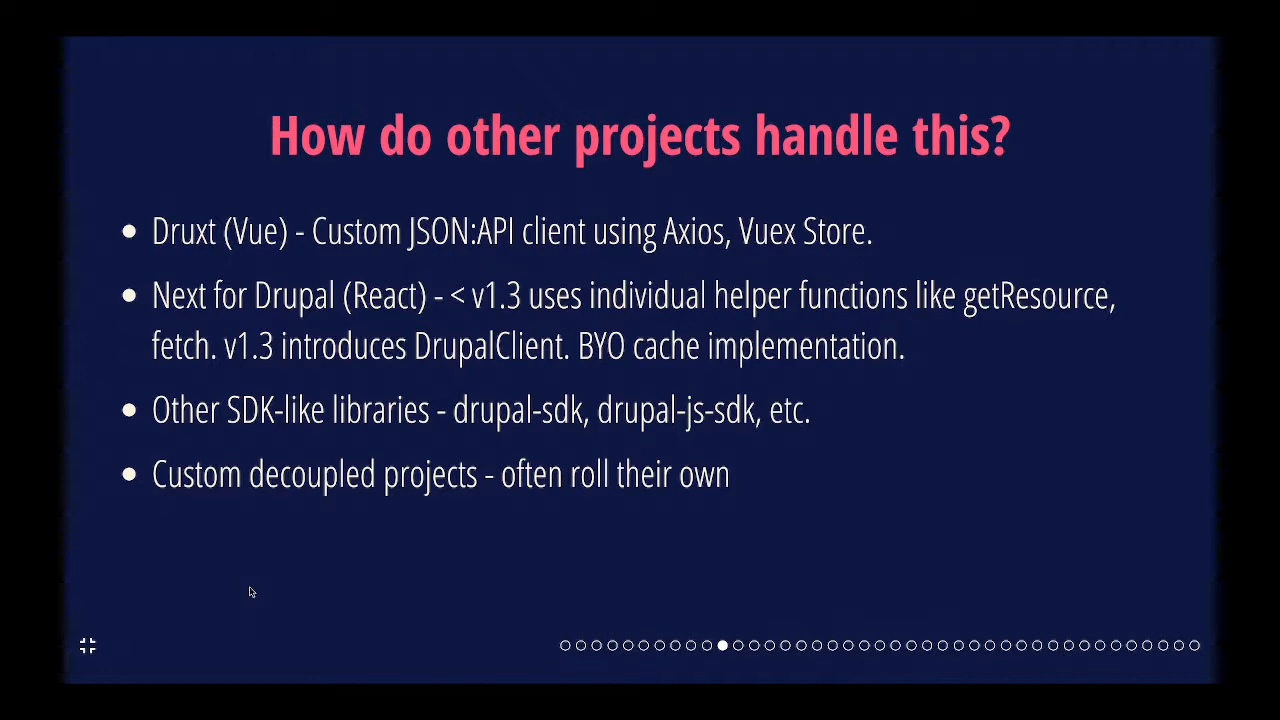 How do other projects handle this?
Druxt (Vue) - Custom JSON:API client using Axios, Vuex Store.
Next for Drupal (React) - < v1.3 uses individual helper functions like getResource,
fetch. v1.3 introduces DrupalClient. BYO cache implementation.
Other SDK-like libraries - drupal-sdk, drupal-js-sdk, etc.
Custom decoupled projects - often roll their own